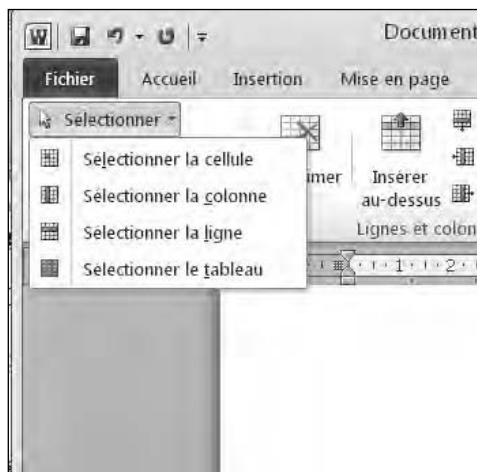 W
Document
Fichier Accueil Insertion Mise en page
Sélectionner
Sélectionner la cellule
Sélectionner la colonne
Sélectionner la ligne
Sélectionner le tableau
imer
Insérer
au-dessus
Lignes et colon
1 2